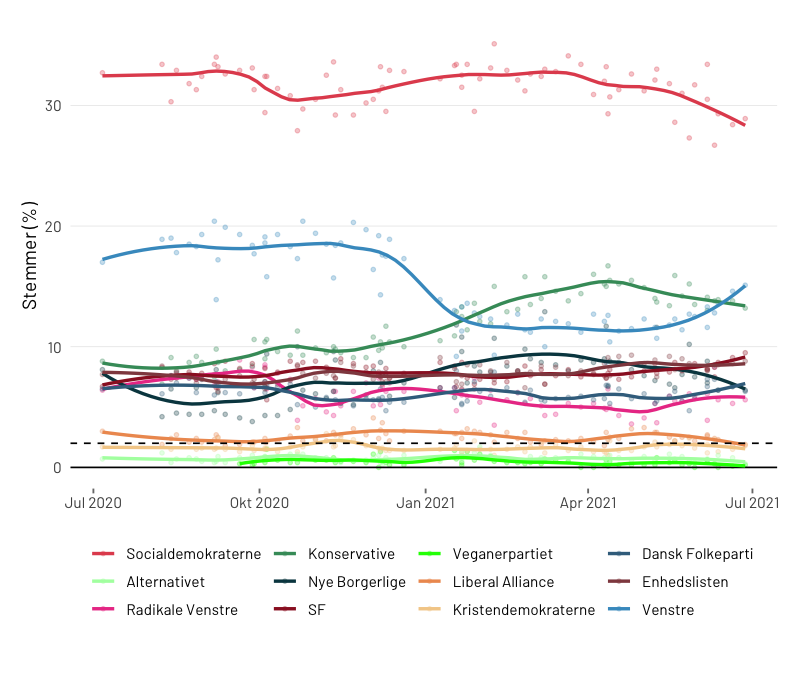 Stemmer(%)
30
20
10
0
Jul 2020 Okt 2020 Jan 2021 Apr 2021 Jul 2021
Socialdemokraterne Konservative Veganerpartiet Dansk Folkeparti
Alternativet Nye Borgerlige Liberal Alliance Enhedslisten
Radikale Venstre SF Kristendemokraterne Venstre